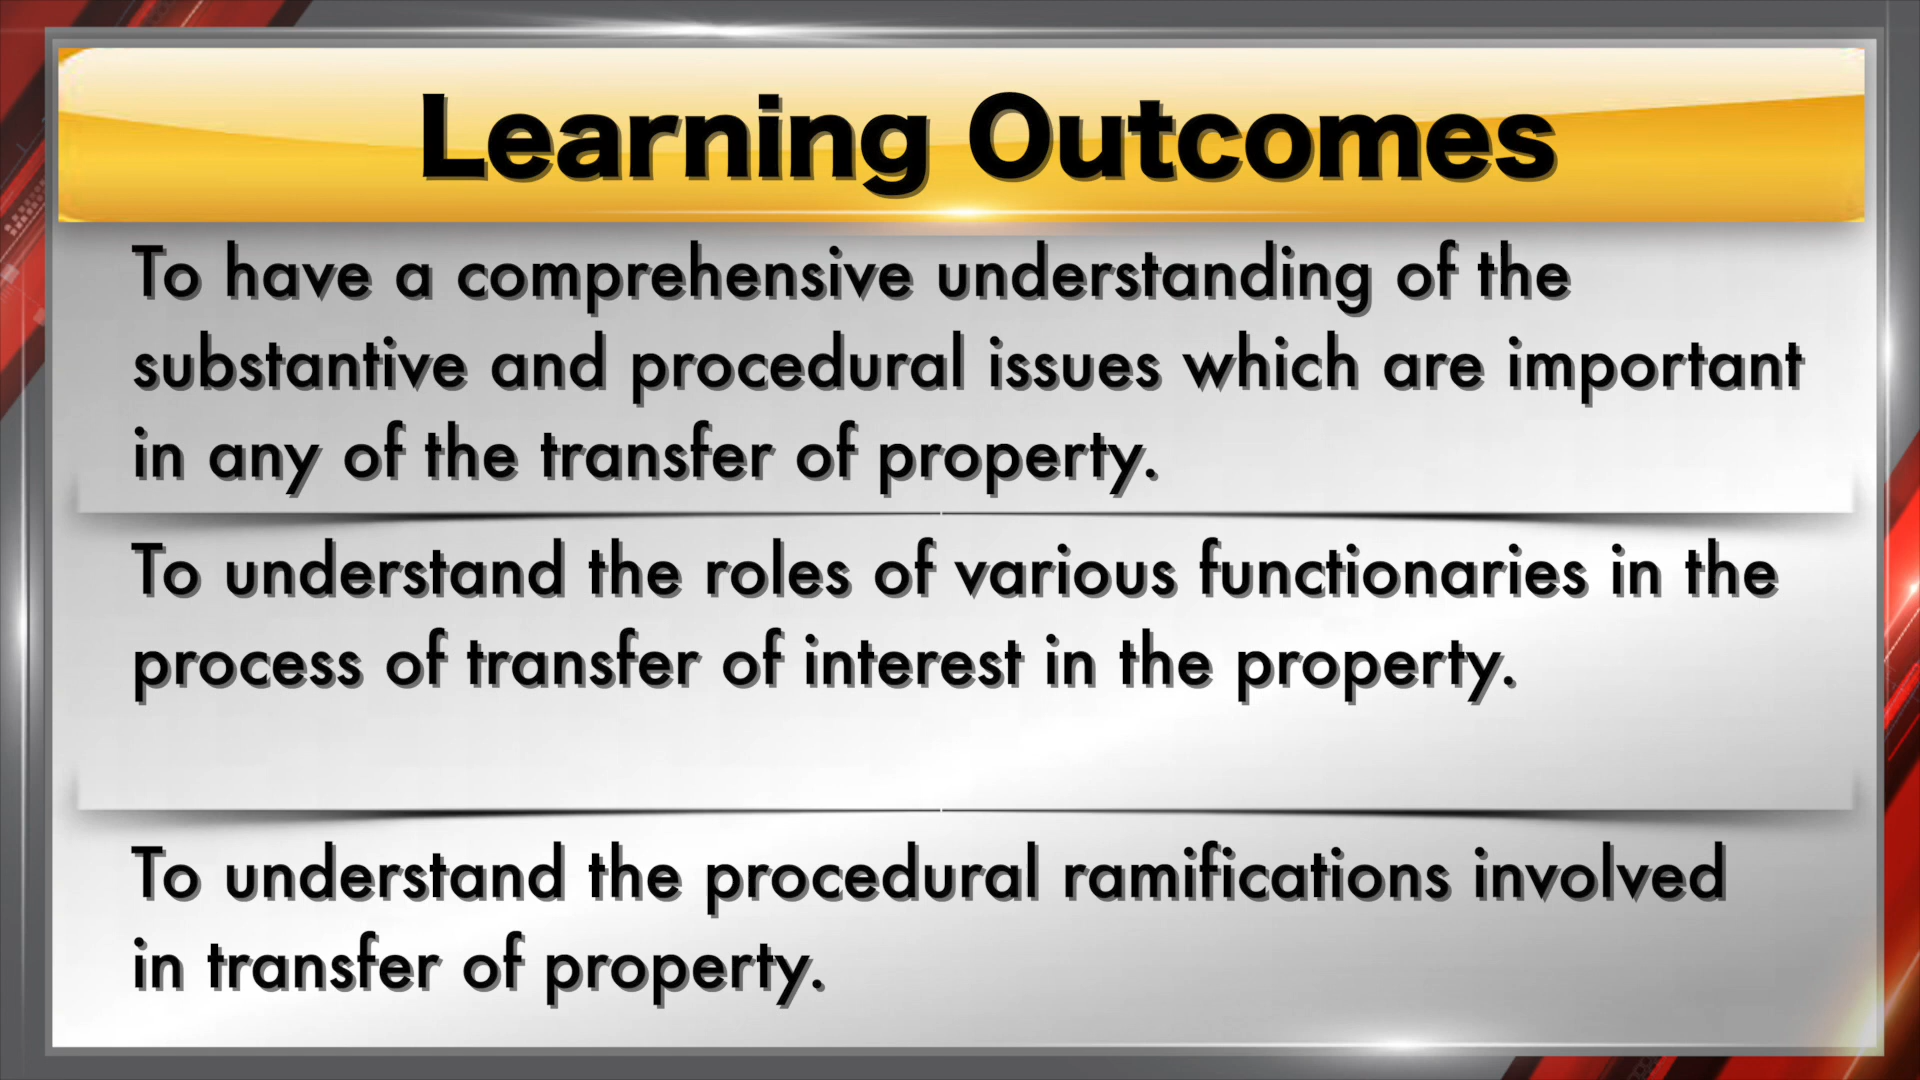 Learning Outcomes
To have a comprehensive understanding of the
substantive and procedural issues which are important
in any of the transfer of property.
To understand the roles of various functionaries in the
process of transfer of interest in the property.
To understand the procedural ramifications involved
in transfer of property.